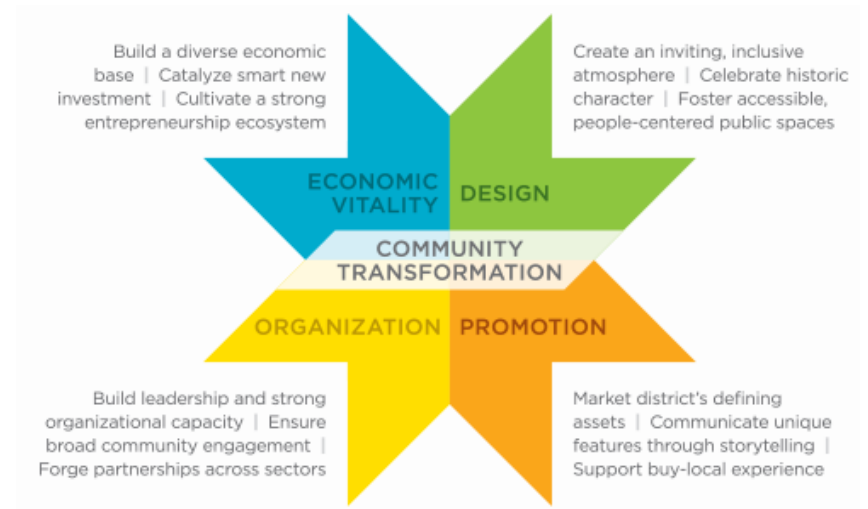 Build a diverse economic
base | Catalyze smart new
investment | Cultivate a strong
entrepreneurship ecosystem
Create an inviting, inclusive
atmosphere | Celebrate historic
character | Foster accessible,
people-centered public spaces
ECONOMIC
VITALITY
DESIGN
COMMUNITY
TRANSFORMATION
ORGANIZATION
PROMOTION
Build leadership and strong
organizational capacity | Ensure
broad community engagement |
Forge partnerships across sectors
Market district's defining
assets | Communicate unique
features through storytelling |
Support buy-local experience